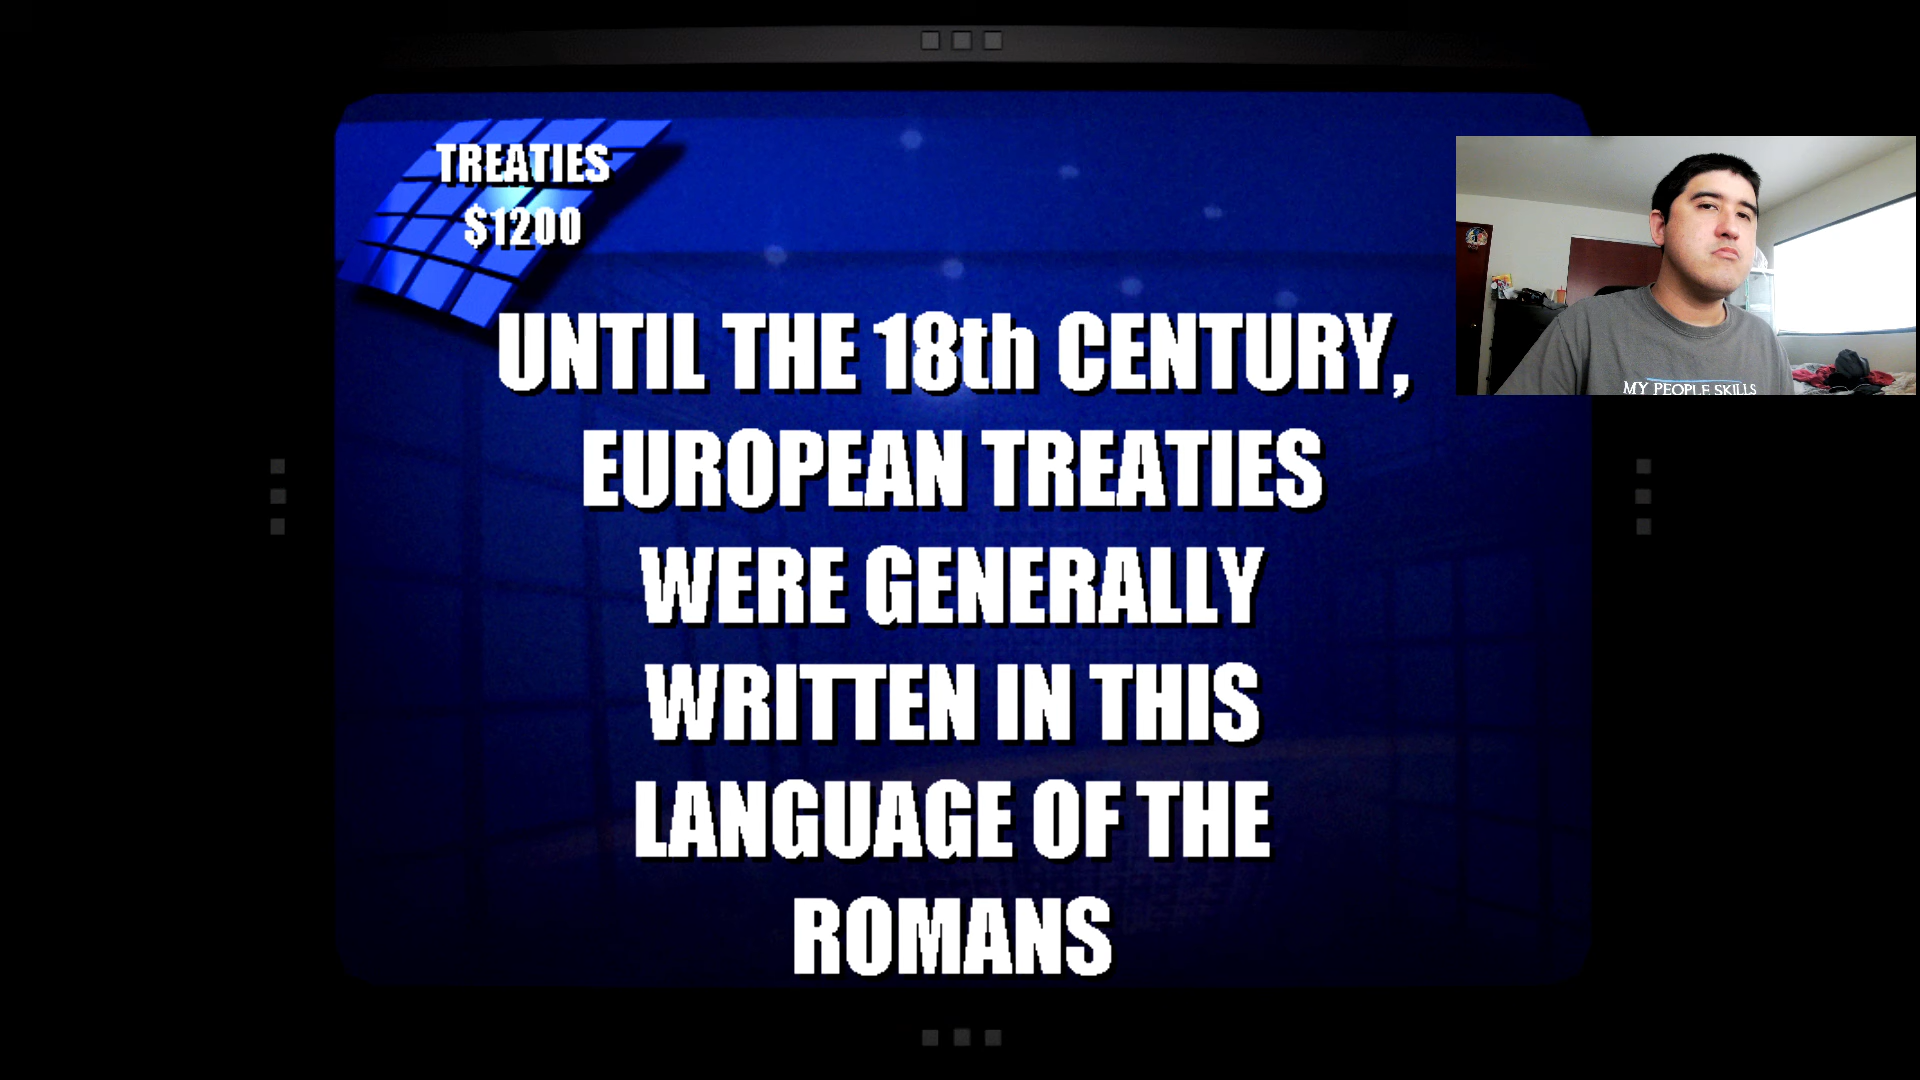 TREATIES
$1200
UNTIL THE 18th CENTURY,
EUROPEAN TREATIES
WERE GENERALLY
WRITTEN IN THIS
LANGUAGE OF THE
ROMANS
MY PEOPLE SKILLS